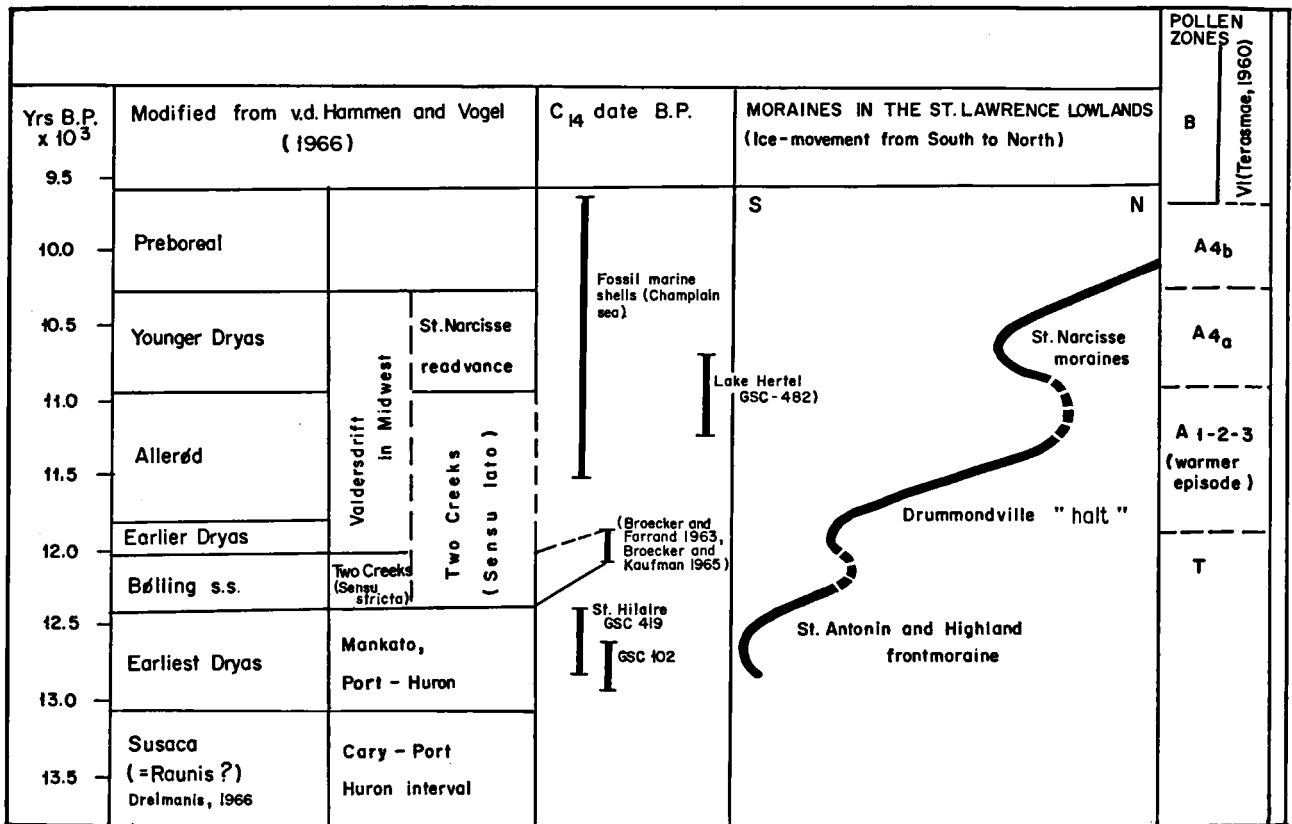 POLLEN
ZONES
Yrs B.P.
x 10³
Modified from v.d. Hammen and Vogel
(1966)
C14 date B.P.
MORAINES IN THE ST. LAWRENCE LOWLANDS
(Ice-movement from South to North)
B
VI (Terasmae, 1960)
9.5
10.0
10.5
11.0
11.5
12.0
12.5
13.0
13.5
Preboreal
Younger Dryas
Allerød
Earlier Dryas
Bølling s.s.
Earliest Dryas
Susaca
(=Raunis ?)
Dreimanis, 1966
Valdersdrift
in Midwest
St. Narcisse
readvance
Two Creeks
(Sensu lato)
Two Creeks
(Sensu
stricta)
Mankato,
Port - Huron
Cary - Port
Huron interval
Fossil marine
shells (Champlain
sea)
Lake Hertel
GSC - 482)
(Broecker and
Farrand 1963,
Broecker and
Kaufman 1965)
St. Hilaire
GSC 419
GSC 102
S
N
St. Narcisse
moraines
Drummondville " halt "
St. Antonin and Highland
frontmoraine
A4b
A4a
A 1-2-3
(warmer
episode)
T